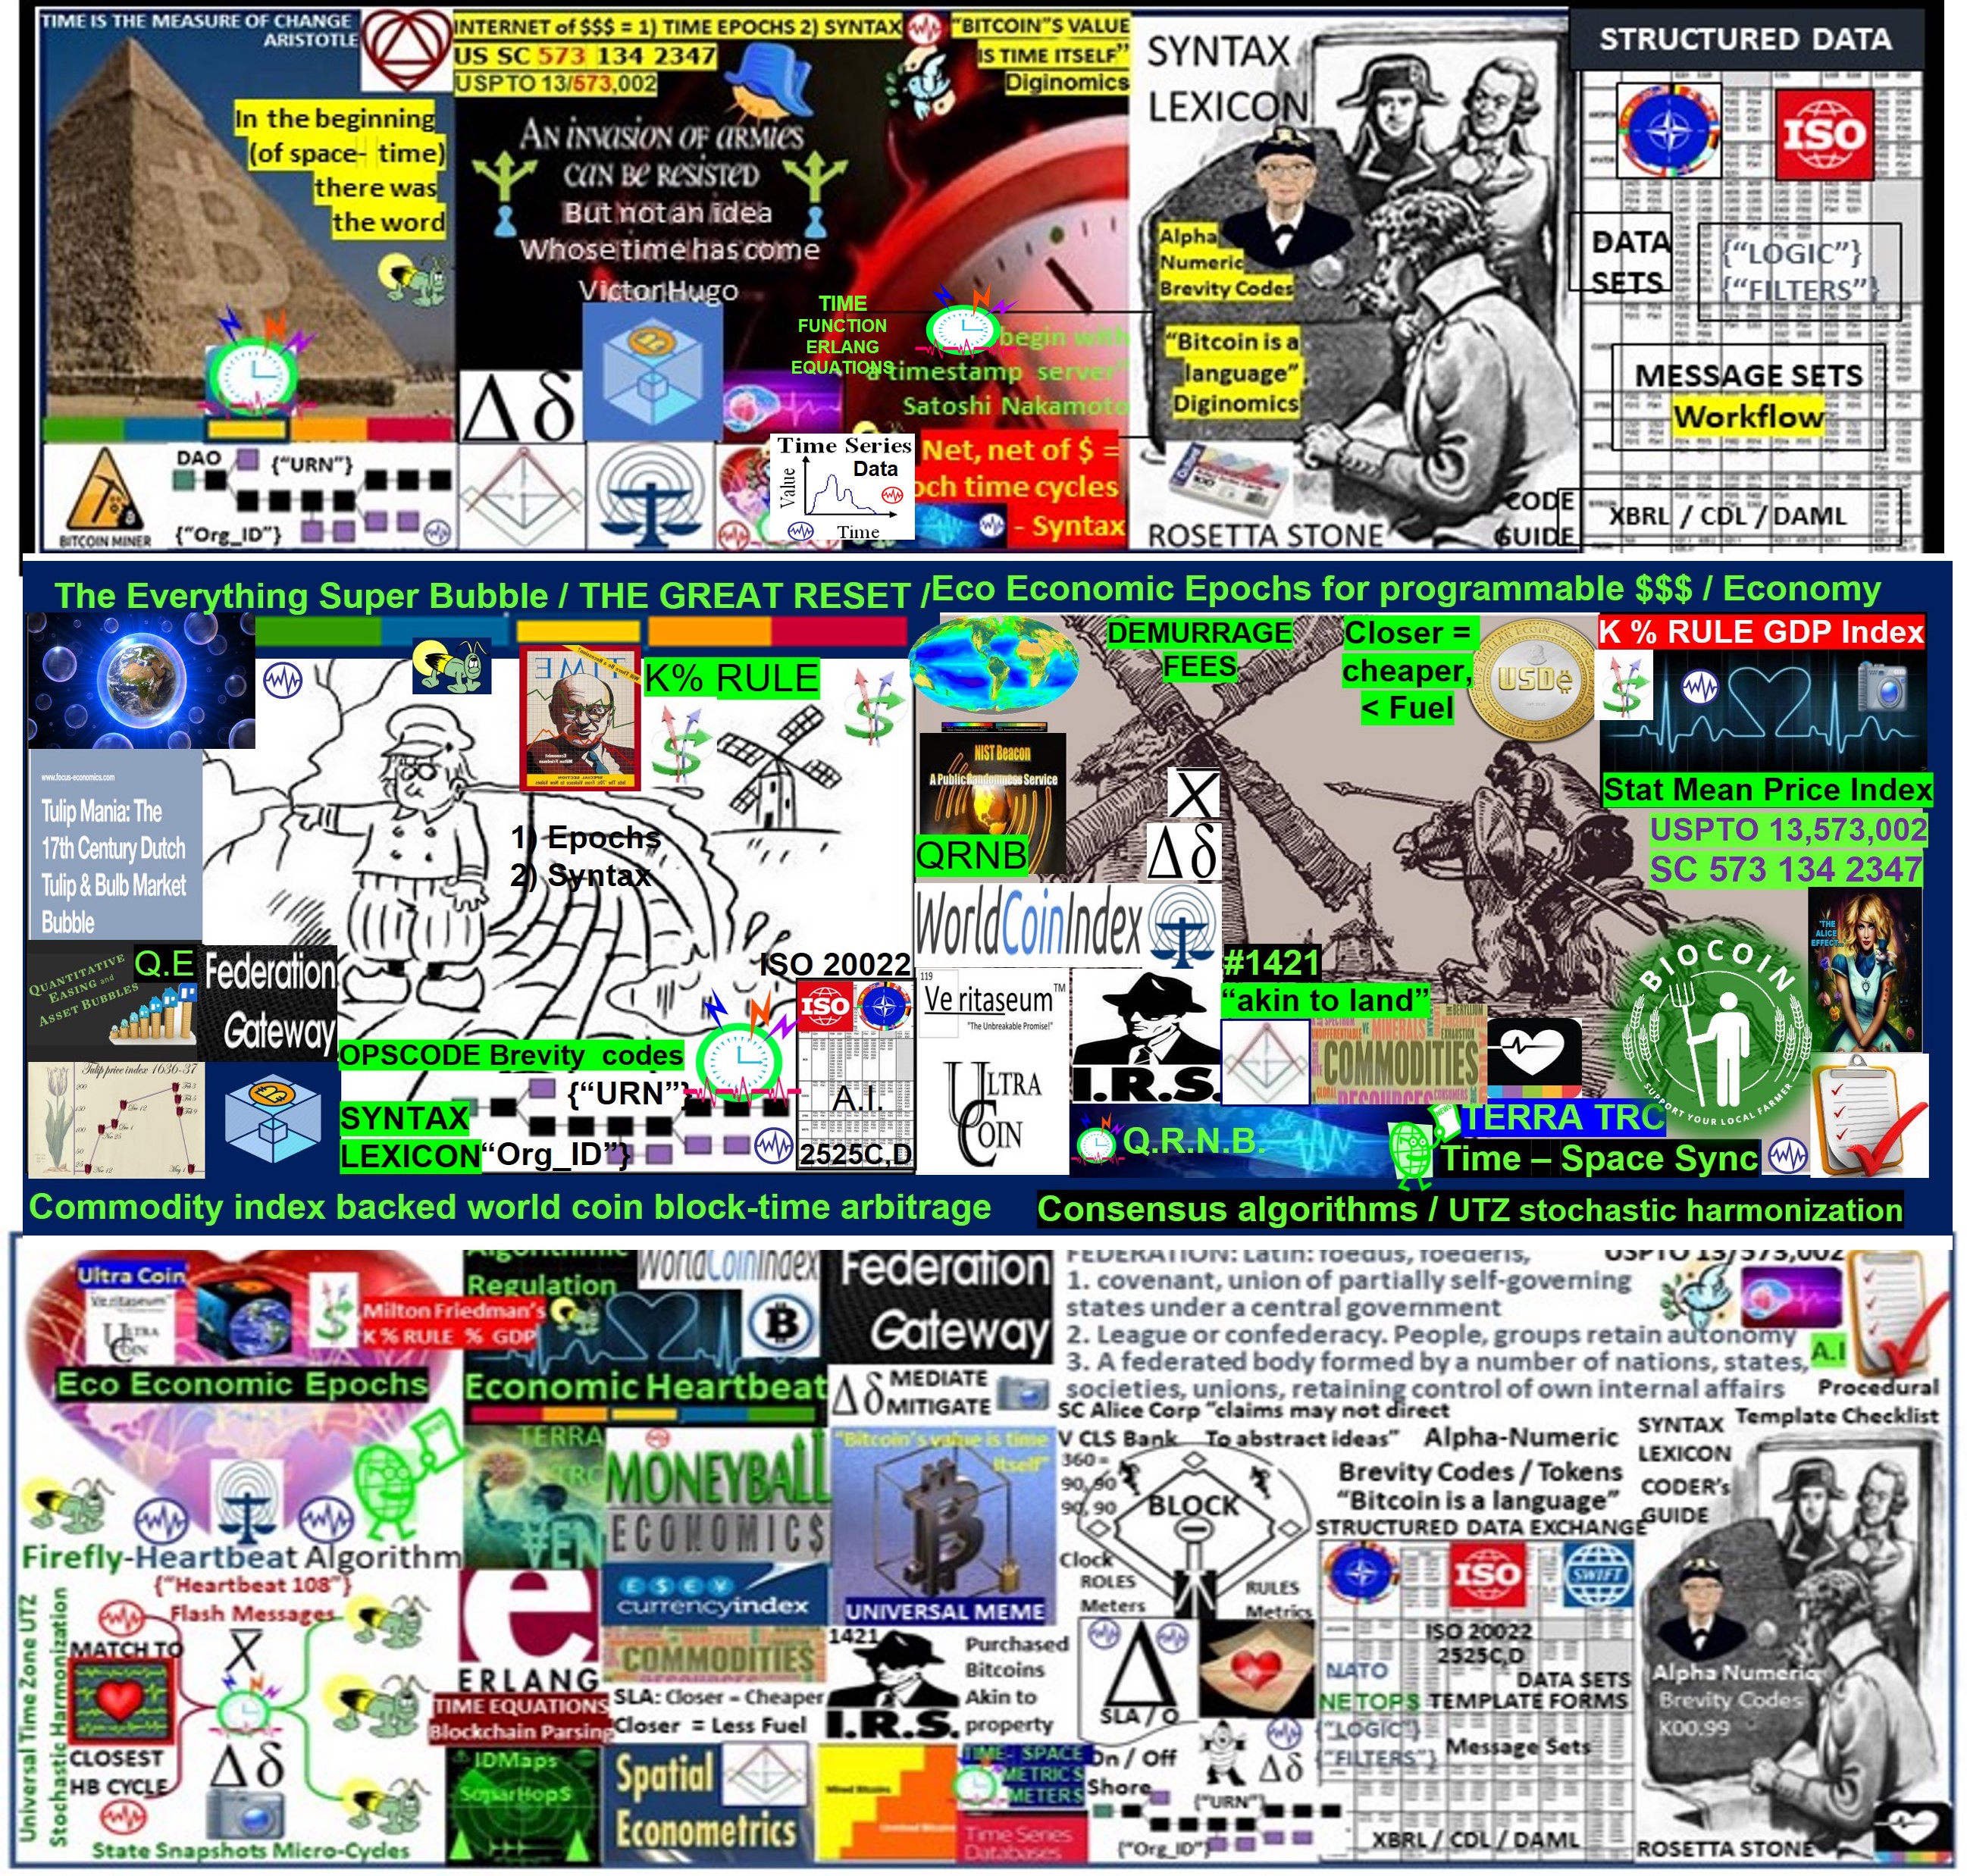 TIME IS THE MEASURE OF CHANGE
ARISTOTLE
In the beginning
(of space- time)
there was
the word
BITCOIN MINER
DAO
{“URN”}
{“Org_ID”}
INTERNET of $$$ = 1) TIME EPOCHS 2) SYNTAX
US SC 573 134 2347
USPTO 13/573,002
“BITCOIN”S VALUE
IS TIME ITSELF”
Diginomics
AN INVASION OF ARMIES
CAN BE RESISTED
But not an idea
Whose time has come
Victor Hugo
TIME
FUNCTION
ERLANG
EQUATIONS
begin with
a timestamp server”
Satoshi Nakamoto
Δδ
Time Series
Data
Value
Time
Net, net of $ =
och time cycles
- Syntax
SYNTAX
LEXICON
Alpha
Numeric
Brevity Codes
“Bitcoin is a
language”
Diginomics
ROSETTA STONE
CODE
GUIDE
STRUCTURED DATA
ISO
DATA
SETS
{“LOGIC”}
{“FILTERS”}
MESSAGE SETS
Workflow
XBRL / CDL / DAML
The Everything Super Bubble / THE GREAT RESET /
Eco Economic Epochs for programmable $$$ / Economy
www.focus-economics.com
Tulip Mania: The
17th Century Dutch
Tulip & Bulb Market
Bubble
TIME
K% RULE
1) Epochs
2) Syntax
QUANTITATIVE
EASING and
ASSET BUBBLES
Q.E
Federation
Gateway
Tulip price index 1636-37
OPSCODE Brevity codes
{“URN”}
SYNTAX
LEXICON
“Org_ID”}
ISO 20022
ISO
A.I.
2525C,D
DEMURRAGE
FEES
Closer =
cheaper,
< Fuel
USDe
K % RULE GDP Index
NIST Beacon
A Public Randomness Service
QRNB
X
Δδ
Stat Mean Price Index
USPTO 13,573,002
SC 573 134 2347
WorldCoinIndex
119
Veritaseum™
"The Unbreakable Promise!"
ULTRA
COIN
I.R.S.
#1421
“akin to land”
COMMODITIES
"THE
ALICE
EFFECT...
BIOCOIN
SUPPORT YOUR LOCAL FARMER
Q.R.N.B.
NEWS
TERRA TRC
Time – Space Sync
Commodity index backed world coin block-time arbitrage
Consensus algorithms / UTZ stochastic harmonization
Ultra Coin
Veritaseum
ULTRA
COIN
Milton Friedman’s
K % RULE % GDP
Eco Economic Epochs
NEWS
Firefly-Heartbeat Algorithm
{“Heartbeat 108”}
Flash Messages
Universal Time Zone UTZ
Stochastic Harmonization
MATCH TO
X
CLOSEST
HB CYCLE
Δδ
State Snapshots Micro-Cycles
Algorithmic
Regulation
WorldCoinIndex
Economic Heartbeat
TERRA
TRC
VEN
MONEYBALL
ECONOMIC$
currencyindex
COMMODITIES
ERLANG
TIME EQUATIONS
Blockchain Parsing
SLA: Closer – Cheaper
Closer = Less Fuel
IDMaps
SonarHop$
Spatial
Econometrics
Federation
Gateway
Δδ
MEDIATE
MITIGATE
“Bitcoin’s value is time
itself”
UNIVERSAL MEME
1421
I.R.S.
Purchased
Bitcoins
Akin to
property
Mined Bitcoins
TIME- SPACE
METRICS
METERS
Time Series
Databases
FEDERATION: Latin: foedus, foederis,
1. covenant, union of partially self-governing
states under a central government
2. League or confederacy. People, groups retain autonomy
3. A federated body formed by a number of nations, states,
societies, unions, retaining control of own internal affairs
USPTO 13/573,002
A.I
Procedural
Template Checklist
SC Alice Corp “claims may not direct
V CLS Bank To abstract ideas”
360 =
90, 90
90, 90
BLOCK
Clock
ROLES
Meters
RULES
Metrics
Δ
SLA / Q
On / Off
Shore
Δδ
{“URN”}
{“Org_ID”}
Alpha-Numeric
Brevity Codes / Tokens
“Bitcoin is a language”
STRUCTURED DATA EXCHANGE
ISO
SWIFT
ISO 20022
2525C,D
NATO
NETOPS
DATA SETS
TEMPLATE FORMS
{“LOGIC”}
{“FILTERS”}
Message Sets
XBRL / CDL / DAML
SYNTAX
LEXICON
CODER’s
GUIDE
Alpha Numeric
Brevity Codes
K00.99
ROSETTA STONE